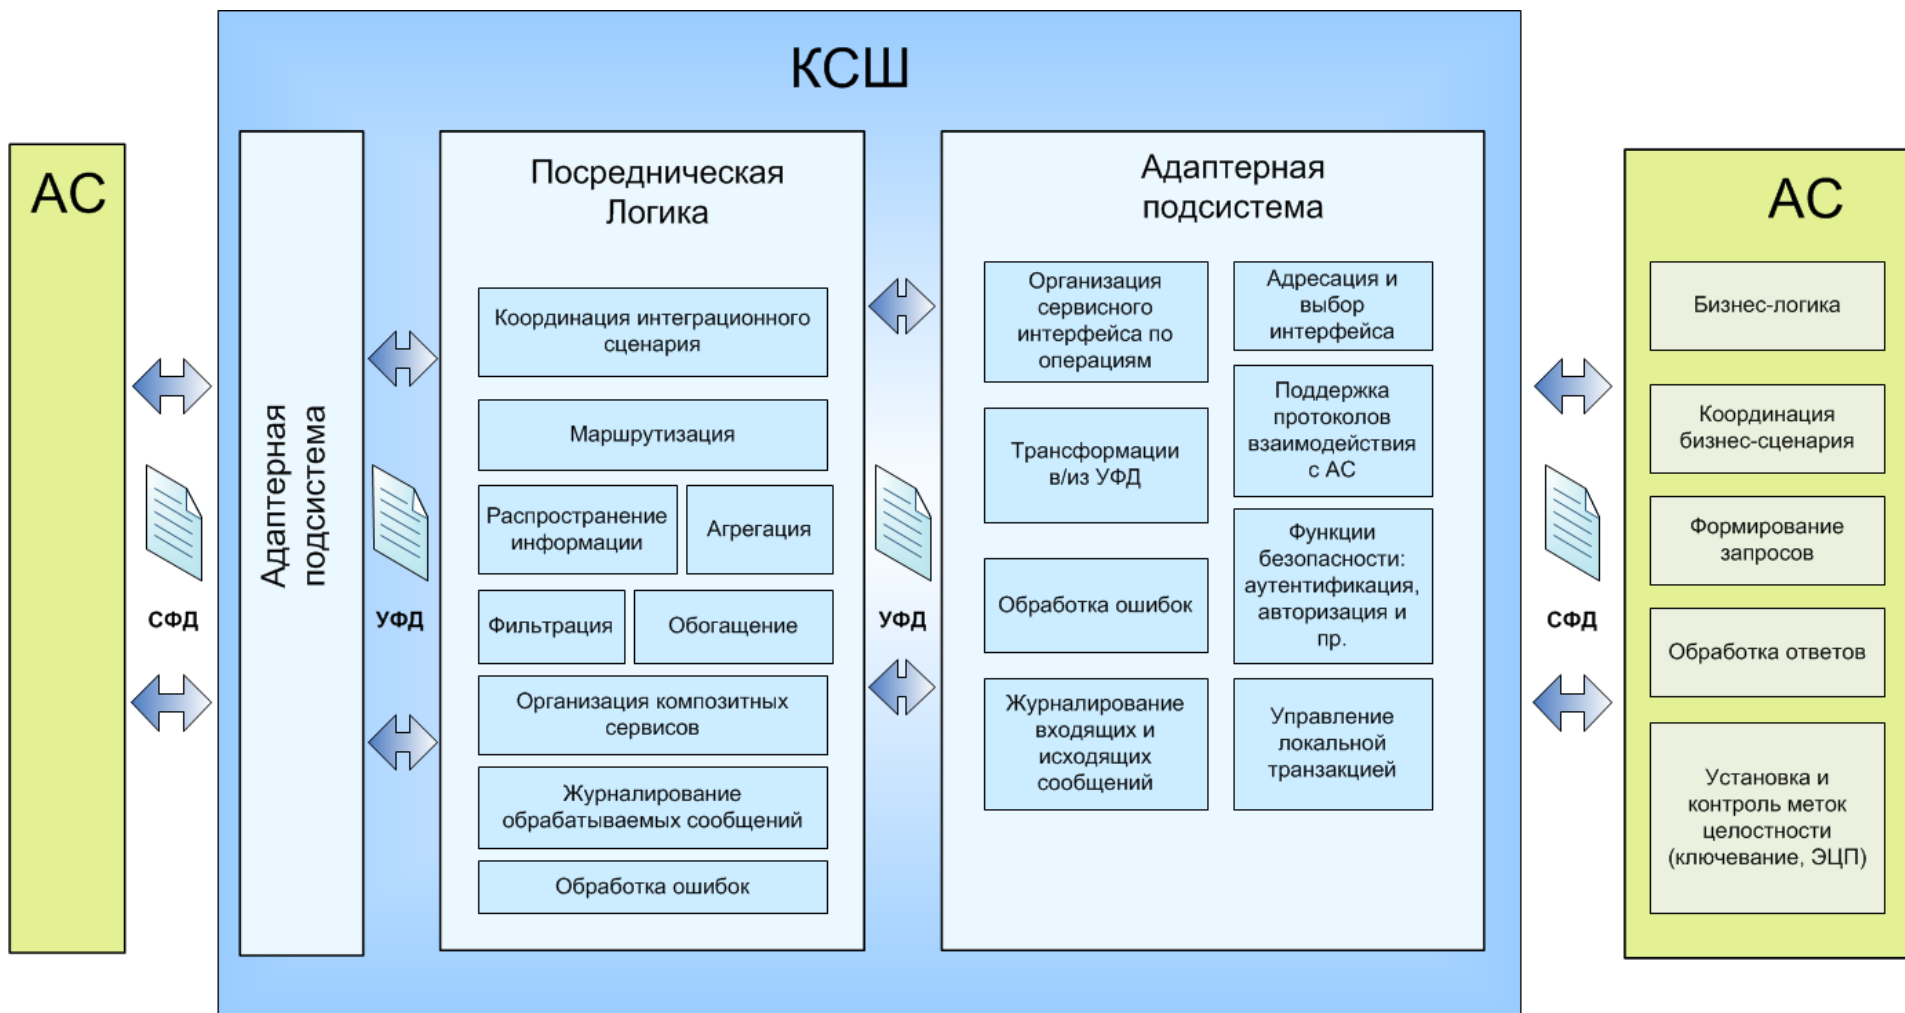 КСШ
АС
СФД
Адаптерная
подсистема
УФД
Посредническая
Логика
Координация интеграционного
сценария
Маршрутизация
Распространение
информации
Агрегация
Фильтрация
Обогащение
Организация композитных
сервисов
Журналирование
обрабатываемых сообщений
Обработка ошибок
УФД
Адаптерная
подсистема
Организация
сервисного
интерфейса по
операциям
Адресация и
выбор
интерфейса
Трансформации
в/из УФД
Поддержка
протоколов
взаимодействия
с АС
Обработка ошибок
Функции
безопасности:
аутентификация,
авторизация и
пр.
Журналирование
входящих и
исходящих
сообщений
Управление
локальной
транзакцией
СФД
АС
Бизнес-логика
Координация
бизнес-сценария
Формирование
запросов
Обработка ответов
Установка и
контроль меток
целостности
(ключевание, ЭЦП)